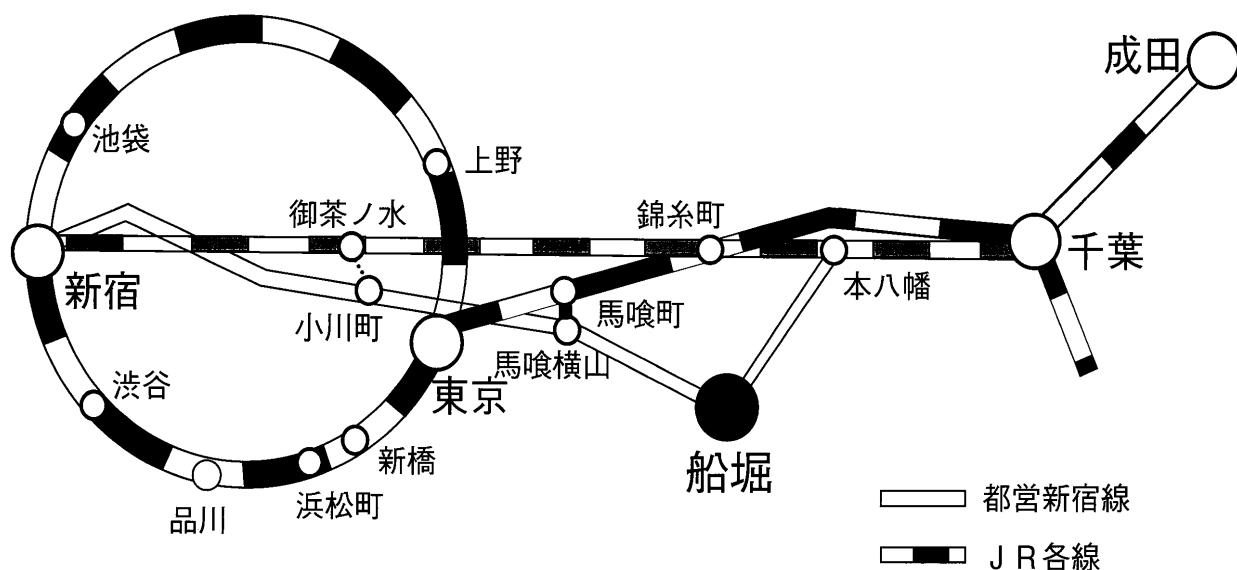 成田
池袋
上野
御茶ノ水
錦糸町
新宿
千葉
本八幡
小川町
馬喰町
馬喰横山
渋谷
東京
新橋
船堀
浜松町
品川
都営新宿線
ＪＲ各線